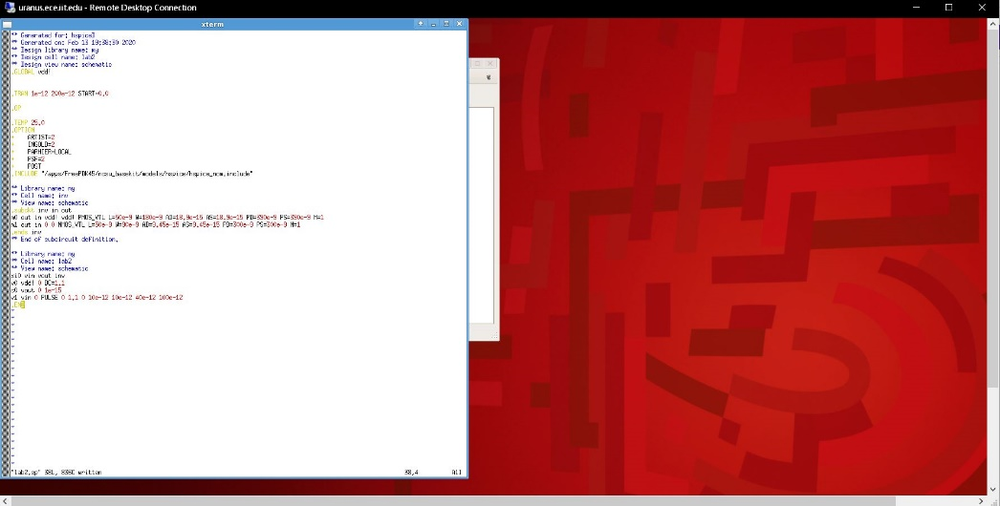 uranus.ece.iit.edu - Remote Desktop Connection
xterm
** Generated for: hspiceD
** Generated on: Feb 13 19:38:30 2020
** Design library name: my
** Design cell name: lab2
** Design view name: schematic
.GLOBAL vdd!
.TRAN 1e-12 200e-12 START=0.0
.OP
.TEMP 25.0
.OPTION
+ ARTIST=2
+ INGOLD=2
+ PARHIER=LOCAL
+ PSF=2
+ POST
.INCLUDE "/apps/FreePDK45/ncsu_basekit/models/hspice/hspice_nom.include"
** Library name: my
** Cell name: inv
** View name: schematic
.subckt inv in out
m0 out in vdd! vdd! PMOS_VTL L=50e-9 W=180e-9 AD=18.9e-15 AS=18.9e-15 PD=390e-9 PS=390e-9 M=1
m1 out in 0 0 NMOS_VTL L=50e-9 W=90e-9 AD=9.45e-15 AS=9.45e-15 PD=300e-9 PS=300e-9 M=1
.ends inv
** End of subcircuit definition.
** Library name: my
** Cell name: lab2
** View name: schematic
xi0 vin vout inv
v0 vdd! 0 DC=1.1
c0 vout 0 1e-15
v1 vin 0 PULSE 0 1.1 0 10e-12 10e-12 40e-12 100e-12
.END
"lab2.sp" 38L, 836C written 38,4 All